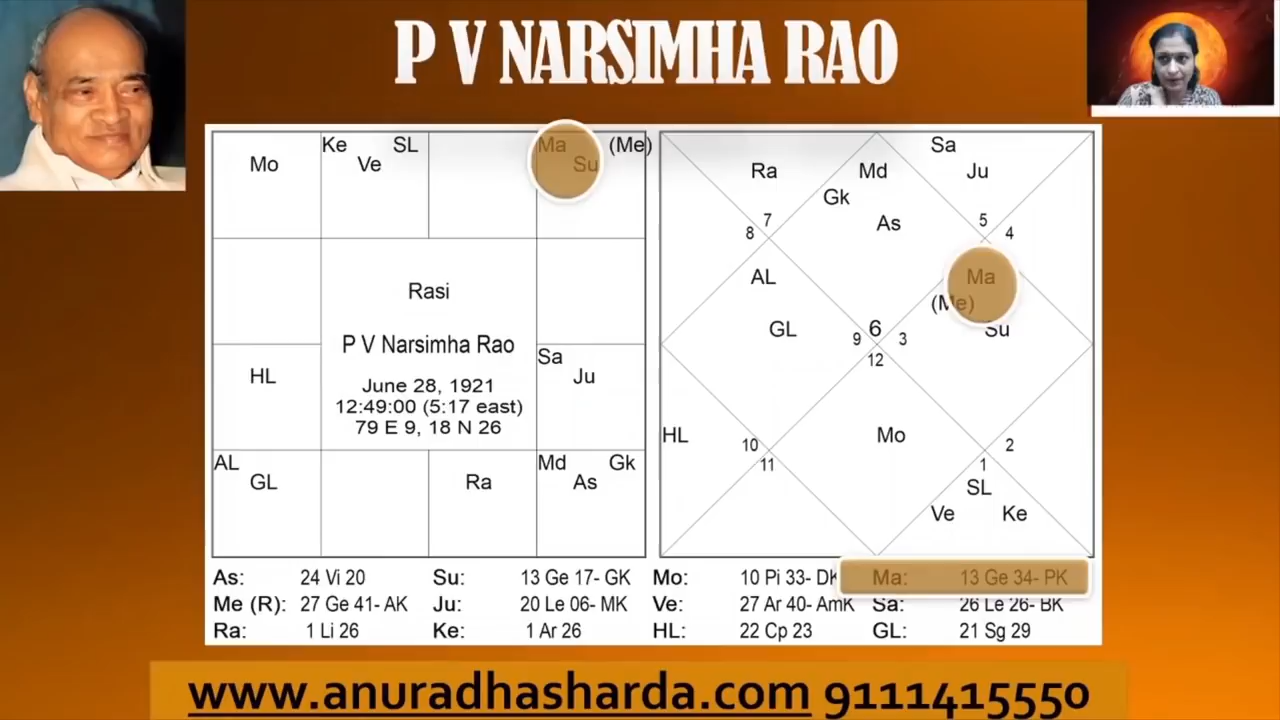 P V NARSIMHA RAO
Ke SL Ma (Me)
Mo Ve Su
Rasi
P V Narsimha Rao
HL
June 28, 1921
12:49:00 (5:17 east)
79 E 9, 18 N 26
Sa
Ju
AL
GL
Ra
Md Gk
As
Sa
Ra Md Ju
Gk
As
7 5
8 4
AL Ma
(Me)
GL Su
6
9 3
12
HL Mo
10 2
11 1
SL
Ve Ke
As: 24 Vi 20 Su: 13 Ge 17- GK Mo: 10 Pi 33- DK Ma: 13 Ge 34- PK
Me (R): 27 Ge 41- AK Ju: 20 Le 06- MK Ve: 27 Ar 40- AmK Sa: 26 Le 26- BK
Ra: 1 Li 26 Ke: 1 Ar 26 HL: 22 Cp 23 GL: 21 Sg 29
www.anuradhasharda.com 9111415550